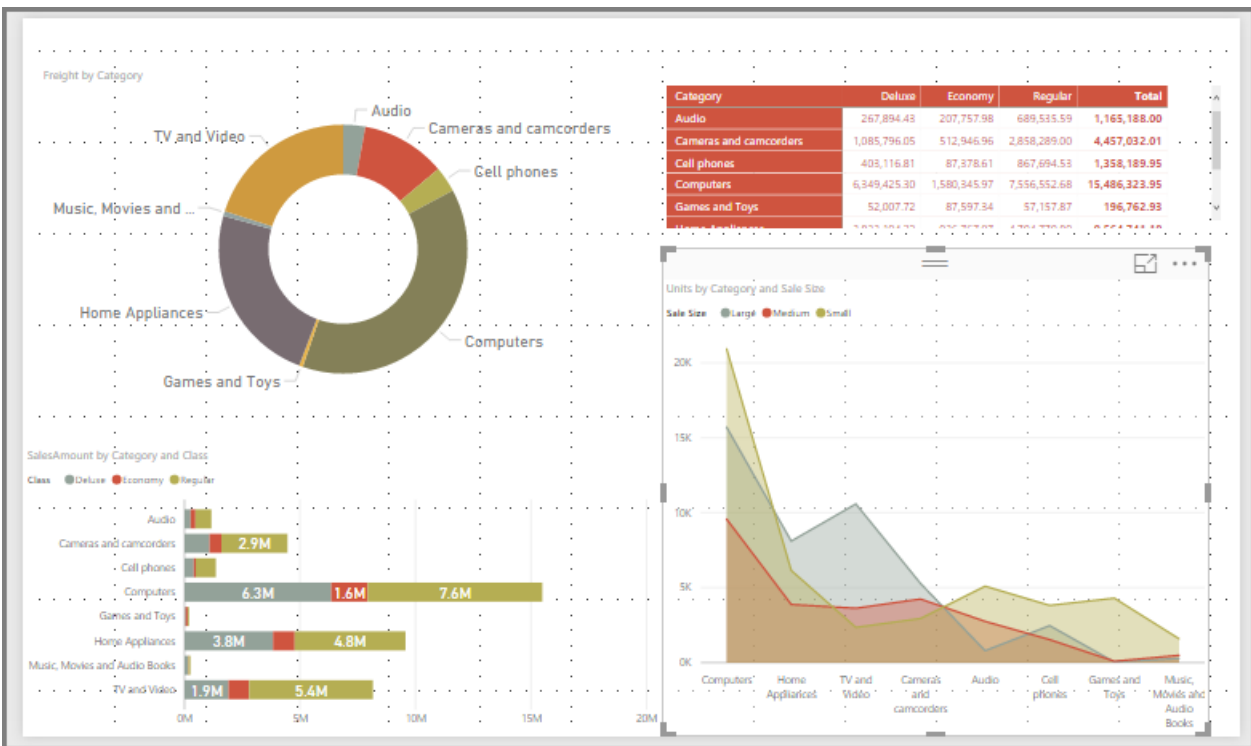 Freight by Category
Audio
Cameras and camcorders
Cell phones
Computers
Games and Toys
Home Appliances
Music, Movies and ...
TV and Video
Category Deluxe Economy Regular Total
Audio 267,894.43 207,757.98 689,535.59 1,165,188.00
Cameras and camcorders 1,085,796.05 512,946.96 2,858,289.00 4,457,032.01
Cell phones 403,116.81 87,378.61 867,694.53 1,358,189.95
Computers 6,349,425.30 1,580,345.97 7,556,552.68 15,486,323.95
Games and Toys 52,007.72 87,597.34 57,157.87 196,762.93
Home Appliances
Units by Category and Sale Size
Sale Size Large Medium Small
20K
15K
10K
5K
0K
Computers
Home
Appliances
TV and
Video
Cameras
and
camcorders
Audio
Cell
phones
Games and
Toys
Music,
Movies and
Audio
Books
SalesAmount by Category and Class
Class Deluxe Economy Regular
Audio
Cameras and camcorders 2.9M
Cell phones
Computers 6.3M 1.6M 7.6M
Games and Toys
Home Appliances 3.8M 4.8M
Music, Movies and Audio Books
TV and Video 1.9M 5.4M
0M 5M 10M 15M 20M